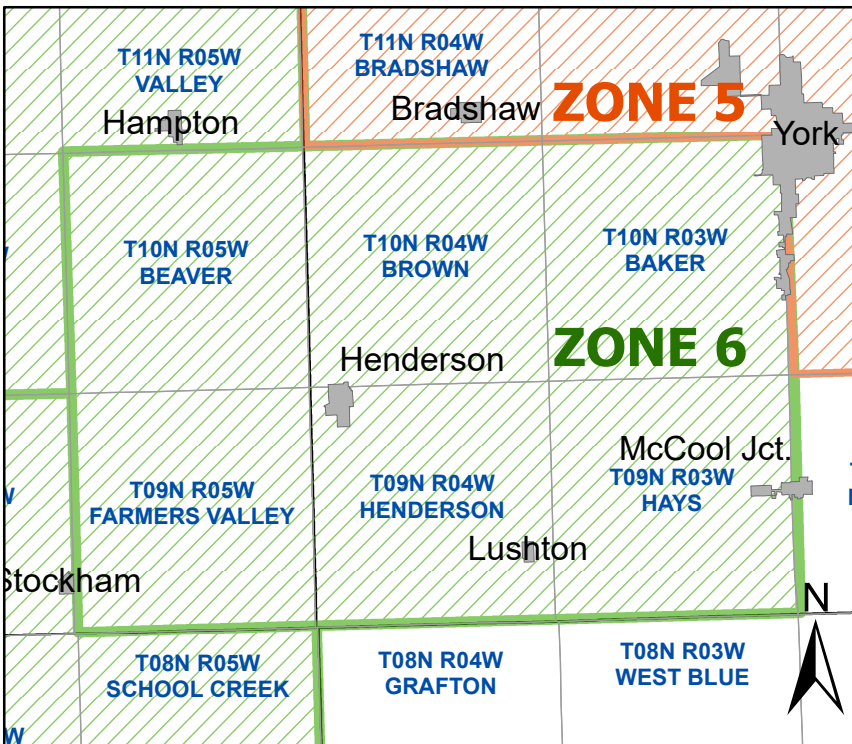 T11N R05W
VALLEY
Hampton
T11N R04W
BRADSHAW
Bradshaw
ZONE 5
York
T10N R05W
BEAVER
T10N R04W
BROWN
T10N R03W
BAKER
ZONE 6
Henderson
McCool Jct.
T09N R05W
FARMERS VALLEY
T09N R04W
HENDERSON
T09N R03W
HAYS
Lushton
Stockham
N
T08N R05W
SCHOOL CREEK
T08N R04W
GRAFTON
T08N R03W
WEST BLUE
W